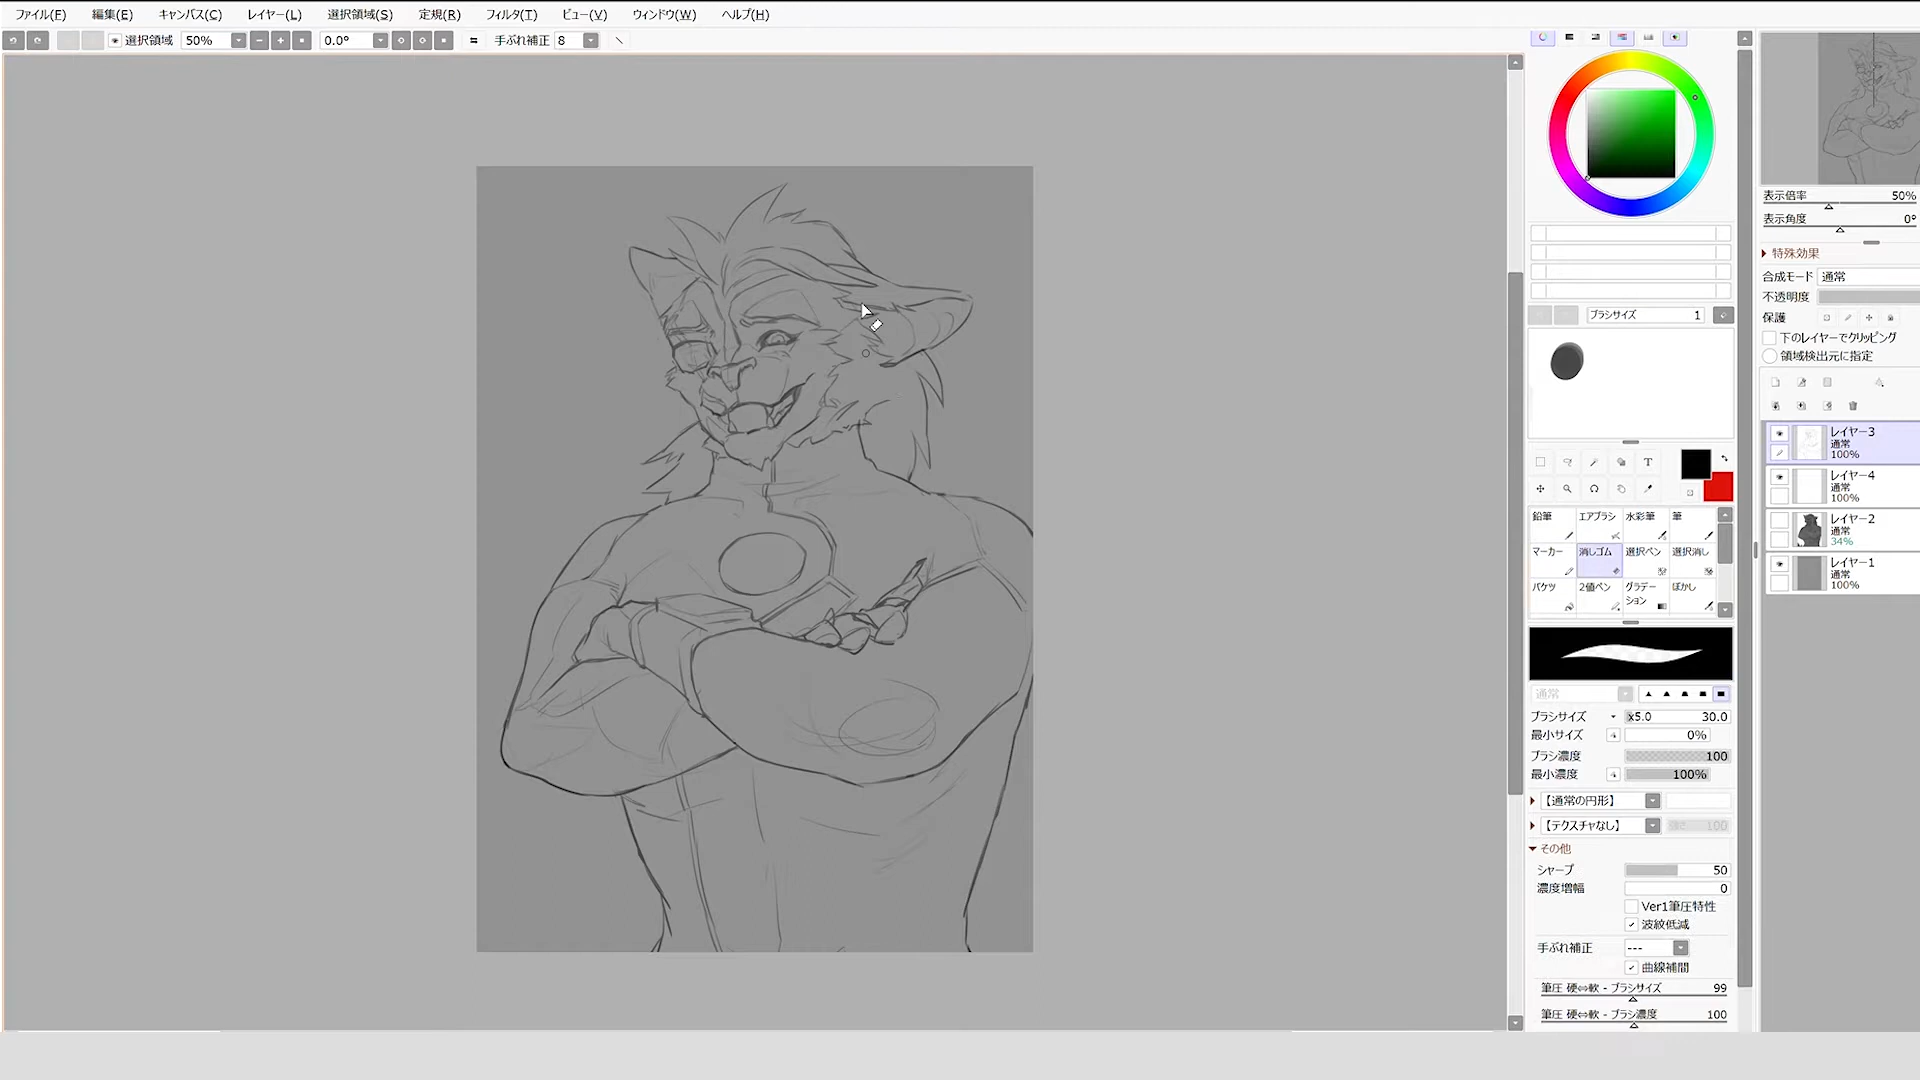 ファイル(F) 編集(E) キャンバス(C) レイヤー(L) 選択領域(S) 定規(R) フィルタ(T) ビュー(V) ウィンドウ(W) ヘルプ(H)
選択領域 50% 0.0° 手ぶれ補正 8
表示倍率 50%
表示角度 0°
特殊効果
合成モード 通常
不透明度
保護
下のレイヤーでクリッピング
領域検出元に指定
レイヤー3
通常
100%
レイヤー4
通常
100%
レイヤー2
通常
34%
レイヤー1
通常
100%
ブラシサイズ 1
T
鉛筆 エアブラシ 水彩筆 筆
マーカー 消しゴム 選択ペン 選択消し
バケツ 2値ペン グラデーション ぼかし
通常
ブラシサイズ x5.0 30.0
最小サイズ 0%
ブラシ濃度 100
最小濃度 100%
【通常の円形】
【テクスチャなし】 100
その他
シャープ 50
濃度増幅 0
Ver1筆圧特性
波紋低減
手ぶれ補正 ---
曲線補間
筆圧 硬⇔軟 - ブラシサイズ 99
筆圧 硬⇔軟 - ブラシ濃度 100